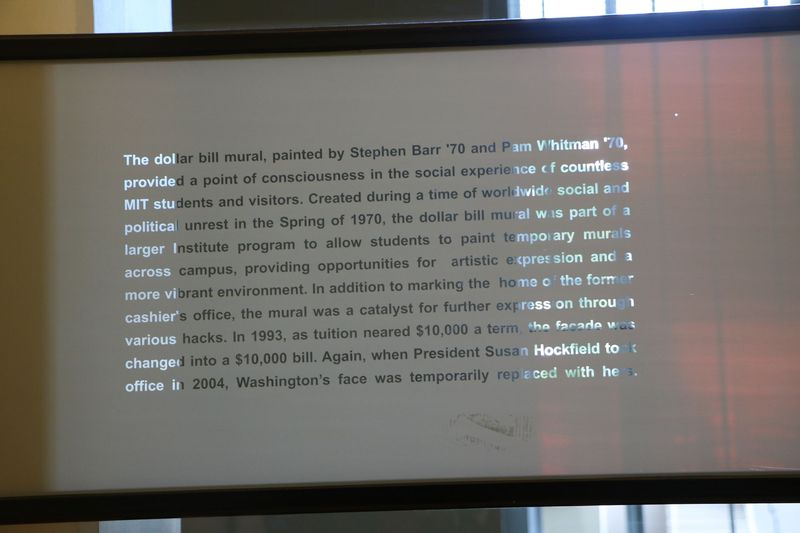 The dollar bill mural, painted by Stephen Barr '70 and Pam Whitman '70,
provided a point of consciousness in the social experience of countless
MIT students and visitors. Created during a time of worldwide social and
political unrest in the Spring of 1970, the dollar bill mural was part of a
larger Institute program to allow students to paint temporary murals
across campus, providing opportunities for artistic expression and a
more vibrant environment. In addition to marking the home of the former
cashier's office, the mural was a catalyst for further expression through
various hacks. In 1993, as tuition neared $10,000 a term, the facade was
changed into a $10,000 bill. Again, when President Susan Hockfield took
office in 2004, Washington's face was temporarily replaced with hers.